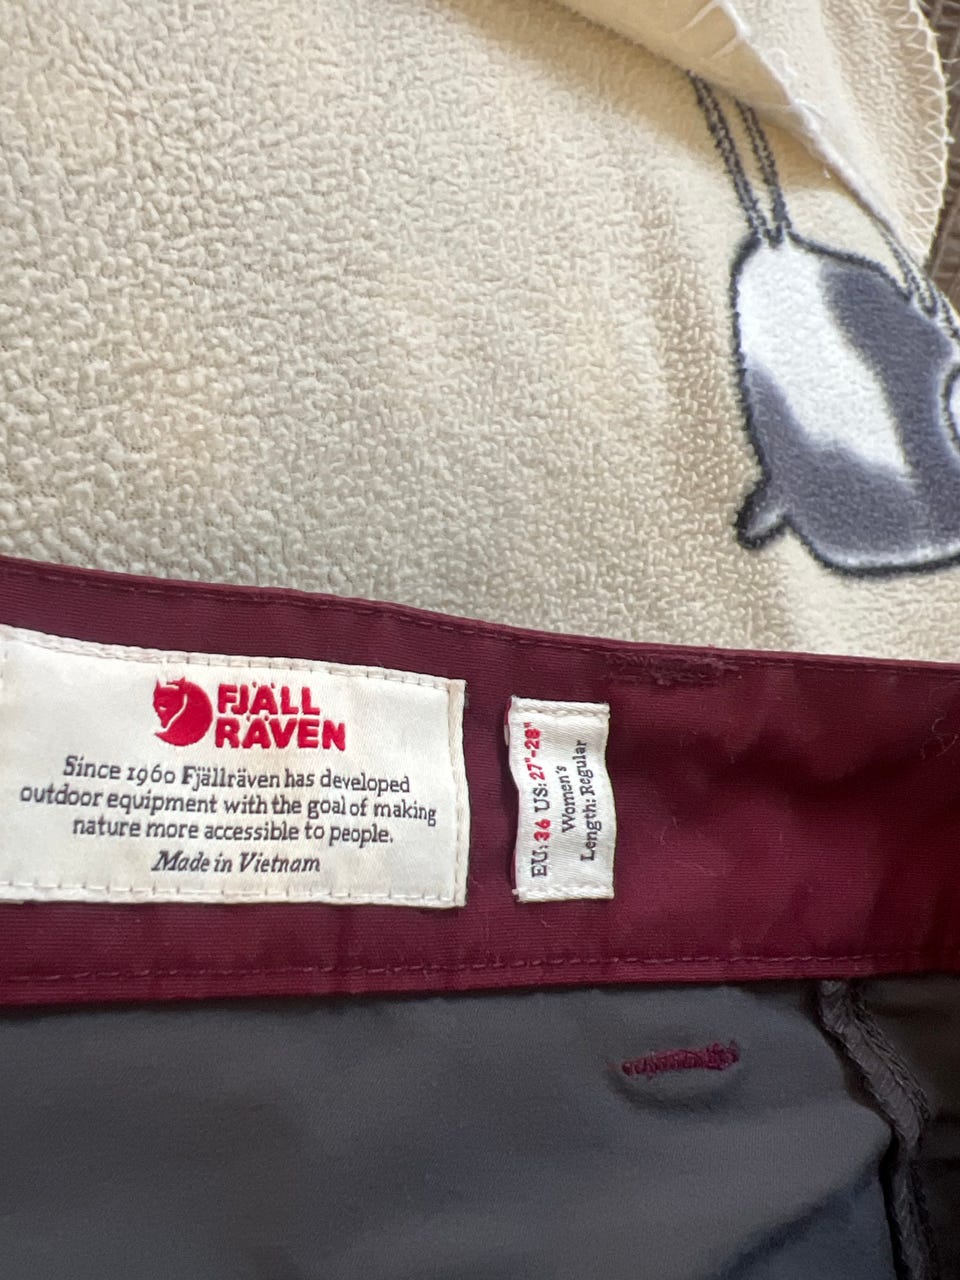 FJÄLL
RÄVEN
Since 1960 Fjällräven has developed
outdoor equipment with the goal of making
nature more accessible to people.
Made in Vietnam
EU: 36 US: 27"-28"
Women's
Length: Regular